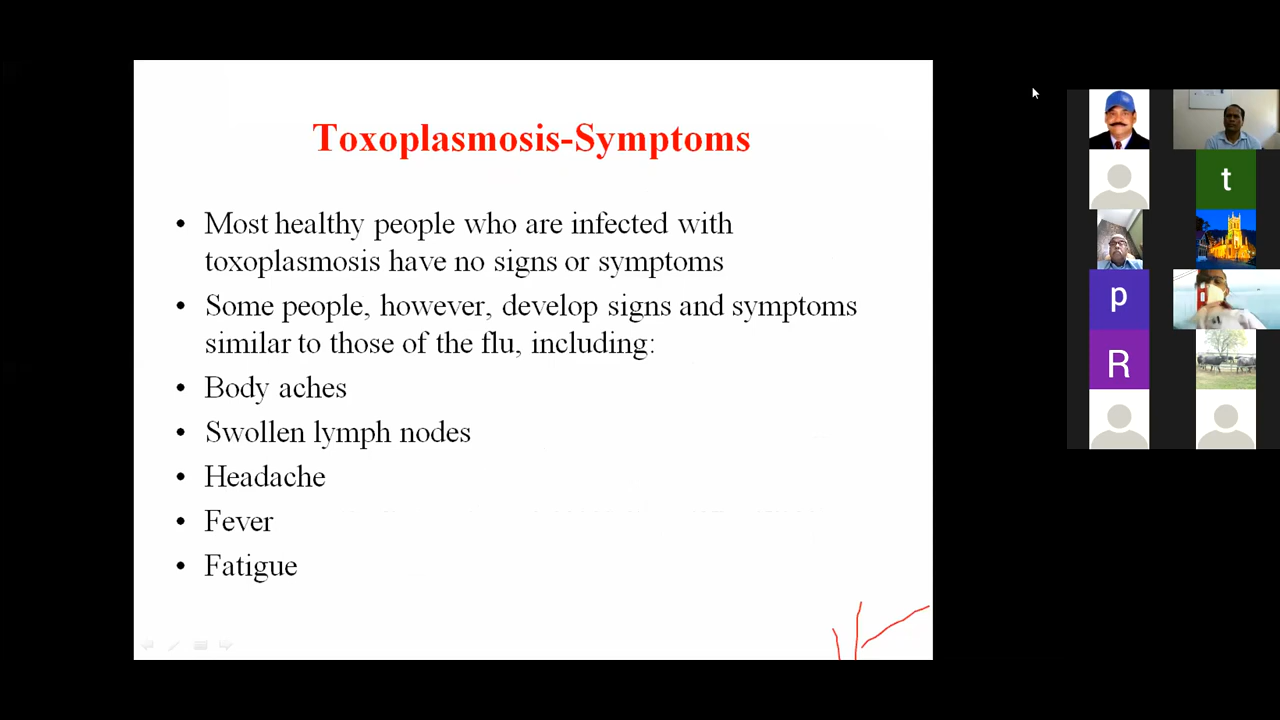 Toxoplasmosis-Symptoms
• Most healthy people who are infected with
toxoplasmosis have no signs or symptoms
• Some people, however, develop signs and symptoms
similar to those of the flu, including:
• Body aches
• Swollen lymph nodes
• Headache
• Fever
• Fatigue
t
p
R